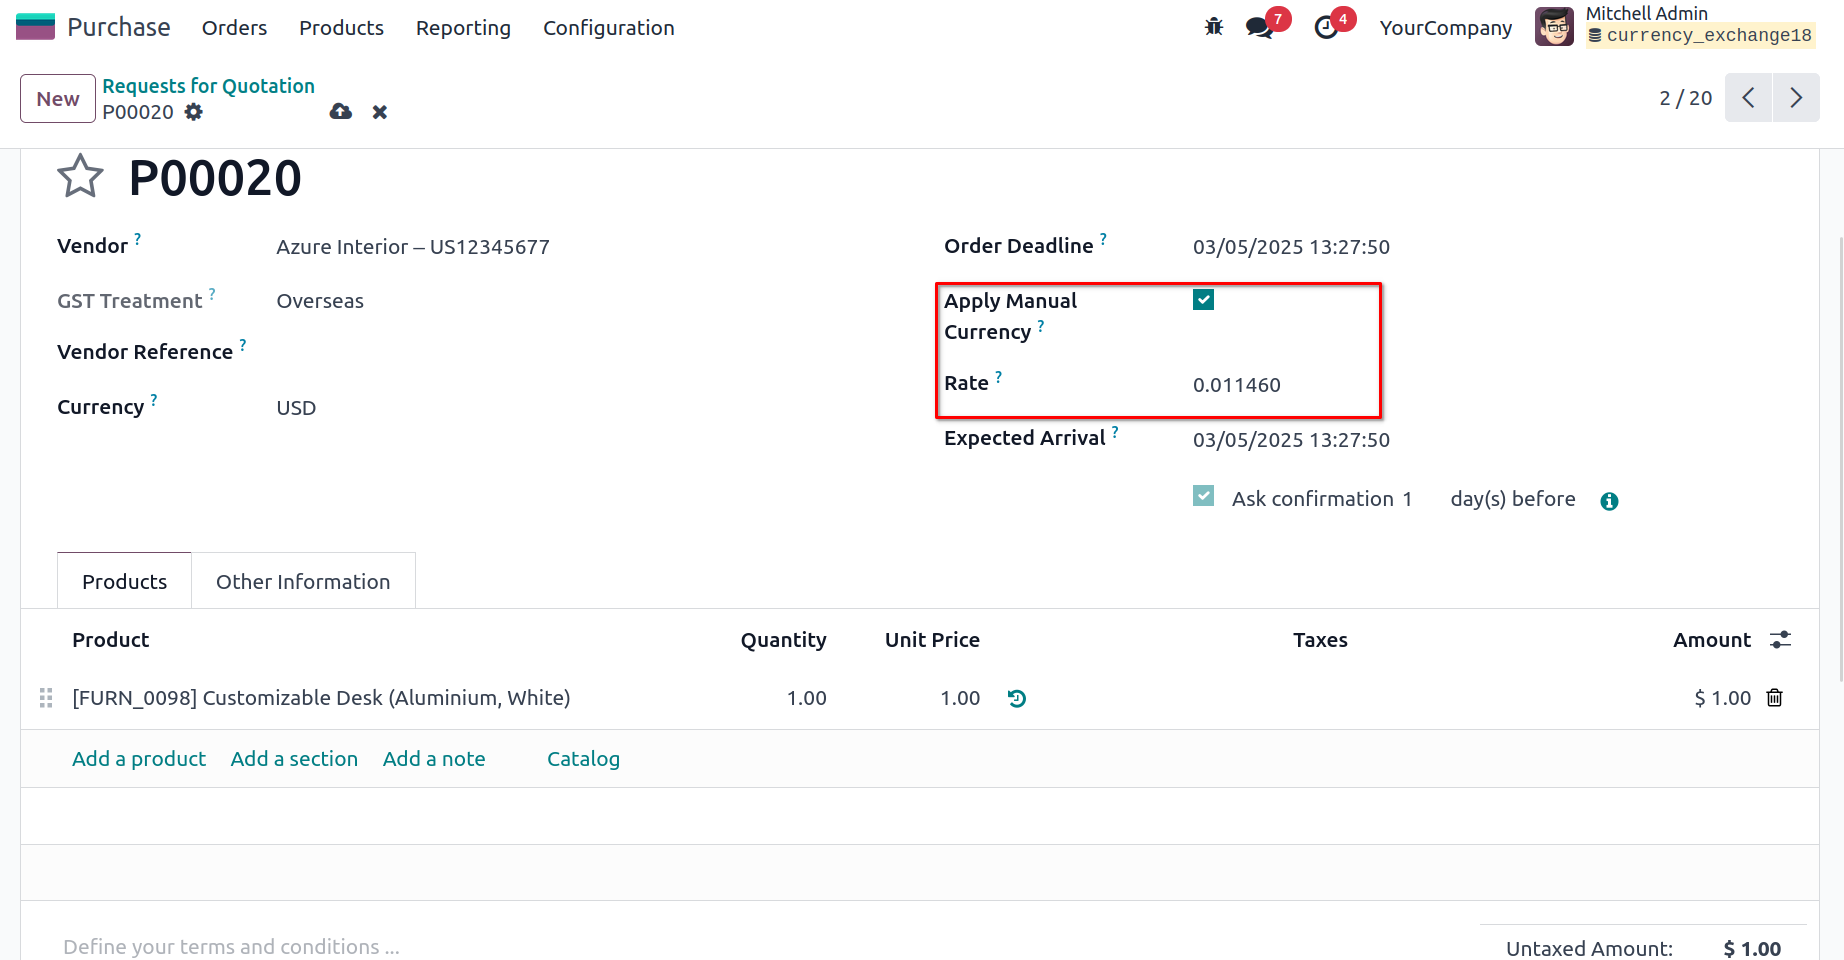 Purchase Orders Products Reporting Configuration 7 4 YourCompany Mitchell Admin
currency_exchange18
New Requests for Quotation
P00020
2 / 20
P00020
Vendor ? Azure Interior – US12345677
Order Deadline ? 03/05/2025 13:27:50
GST Treatment ? Overseas
Apply Manual
Currency ?
Vendor Reference ?
Rate ? 0.011460
Currency ? USD
Expected Arrival ? 03/05/2025 13:27:50
Ask confirmation 1 day(s) before
Products Other Information
Product Quantity Unit Price Taxes Amount
[FURN_0098] Customizable Desk (Aluminium, White) 1.00 1.00 $ 1.00
Add a product Add a section Add a note Catalog
Define your terms and conditions ...
Untaxed Amount: $ 1.00